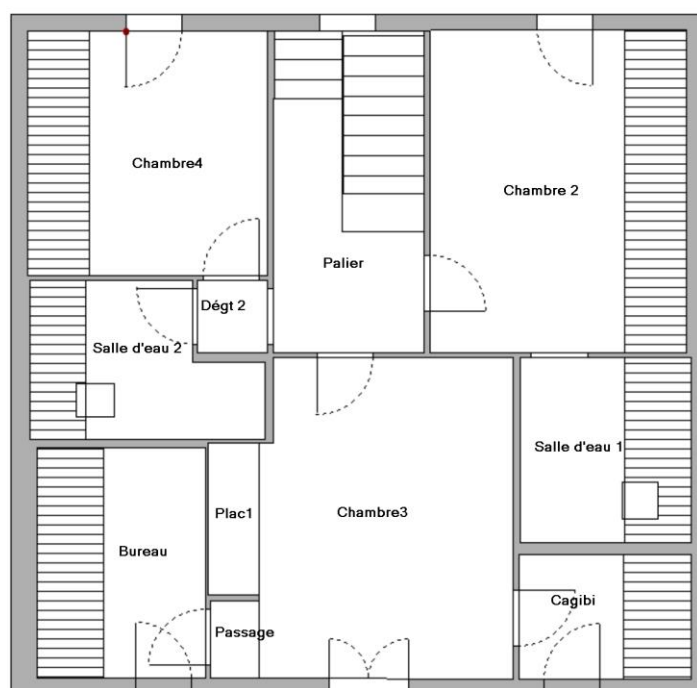 Chambre4
Chambre 2
Palier
Dégt 2
Salle d'eau 2
Salle d'eau 1
Plac1
Chambre3
Bureau
Cagibi
Passage